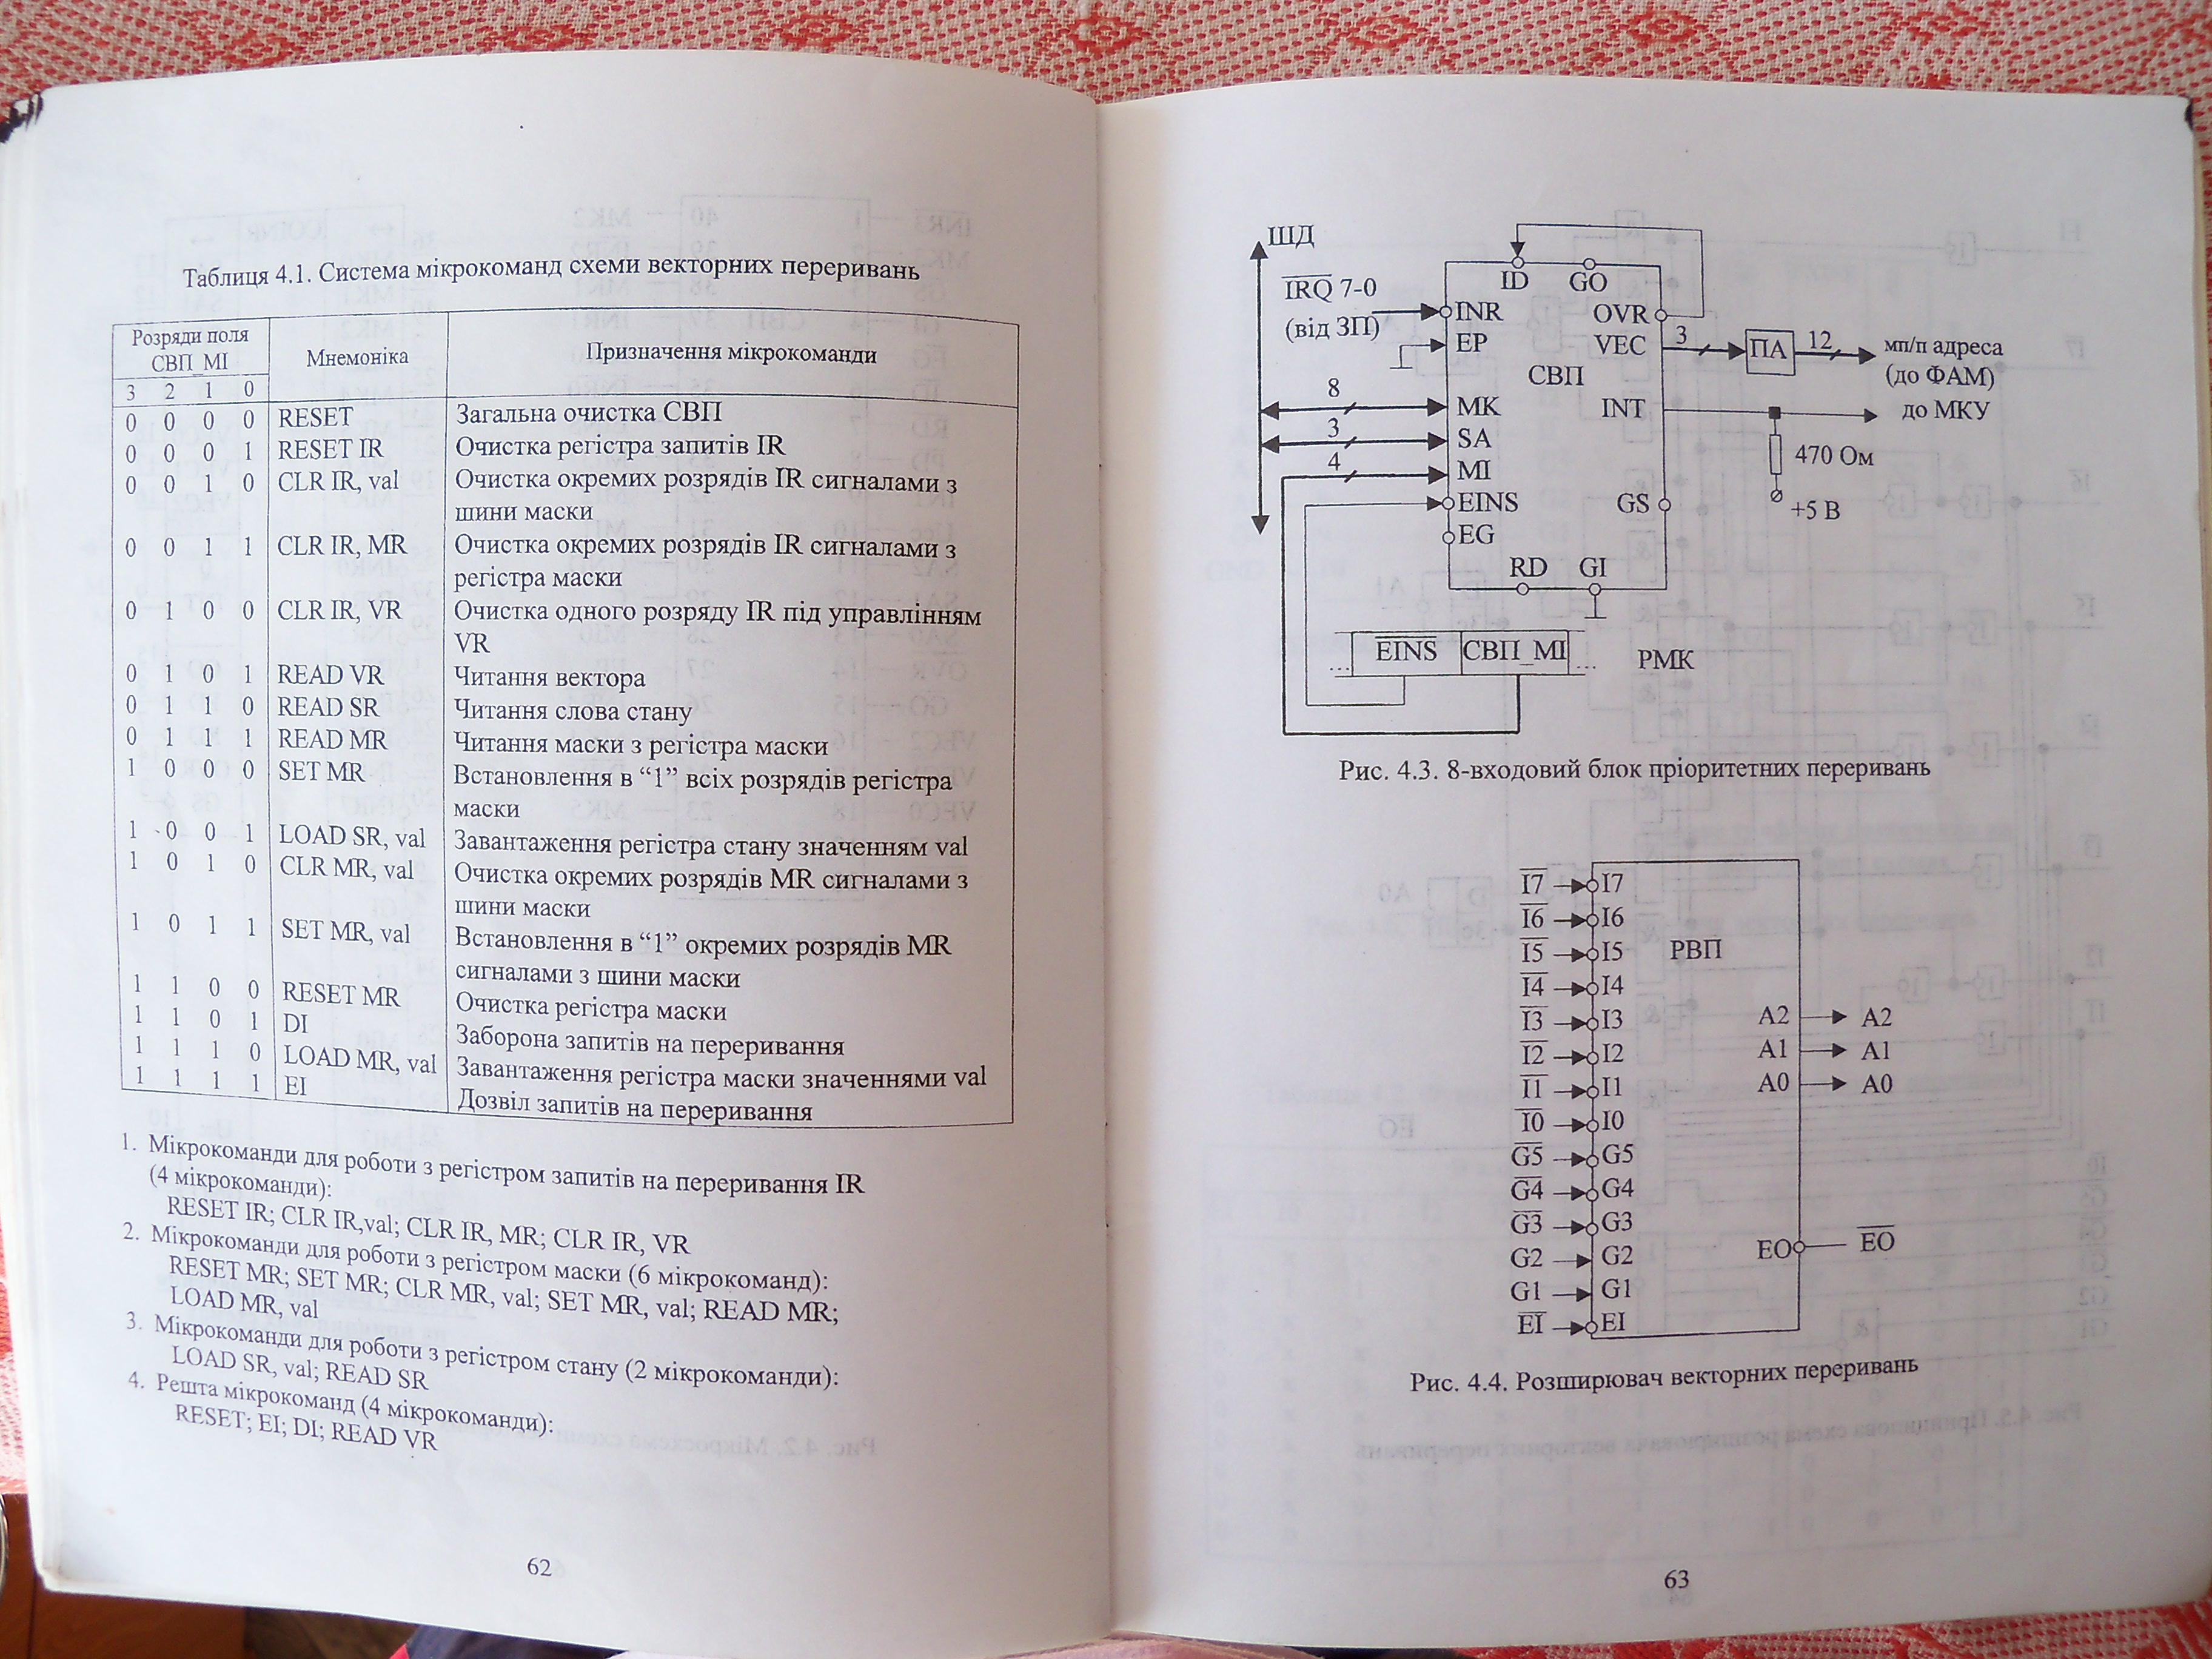 Таблиця 4.1. Система мікрокоманд схеми векторних переривань
Розряди поля
СВП_МІ
3 2 1 0
Мнемоніка
Призначення мікрокоманди
0 0 0 0 RESET Загальна очистка СВП
0 0 0 1 RESET IR Очистка регістра запитів IR
0 0 1 0 CLR IR, val Очистка окремих розрядів IR сигналами з
шини маски
0 0 1 1 CLR IR, MR Очистка окремих розрядів IR сигналами з
регістра маски
0 1 0 0 CLR IR, VR Очистка одного розряду IR під управлінням
VR
0 1 0 1 READ VR Читання вектора
0 1 1 0 READ SR Читання слова стану
0 1 1 1 READ MR Читання маски з регістра маски
1 0 0 0 SET MR Встановлення в “1” всіх розрядів регістра
маски
1 0 0 1 LOAD SR, val Завантаження регістра стану значенням val
1 0 1 0 CLR MR, val Очистка окремих розрядів MR сигналами з
шини маски
1 0 1 1 SET MR, val Встановлення в “1” окремих розрядів MR
сигналами з шини маски
1 1 0 0 RESET MR Очистка регістра маски
1 1 0 1 DI Заборона запитів на переривання
1 1 1 0 LOAD MR, val Завантаження регістра маски значеннями val
1 1 1 1 EI Дозвіл запитів на переривання
1. Мікрокоманди для роботи з регістром запитів на переривання IR
(4 мікрокоманди):
RESET IR; CLR IR,val; CLR IR, MR; CLR IR, VR
2. Мікрокоманди для роботи з регістром маски (6 мікрокоманд):
RESET MR; SET MR; CLR MR, val; SET MR, val; READ MR;
LOAD MR, val
3. Мікрокоманди для роботи з регістром стану (2 мікрокоманди):
LOAD SR, val; READ SR
4. Решта мікрокоманд (4 мікрокоманди):
RESET; EI; DI; READ VR
62
ШД
IRQ 7-0
(від ЗП)
ID GO
INR OVR
EP VEC
СВП
3 ПА 12 мп/п адреса
(до ФАМ)
8 MK INT до МКУ
3 SA
4 MI
470 Ом
+5 В
EINS GS
EG
RD GI
... EINS СВП_МІ ... РМК
Рис. 4.3. 8-входовий блок пріоритетних переривань
I7 I7
I6 I6
I5 I5 РВП
I4 I4
I3 I3 A2 A2
I2 I2 A1 A1
I1 I1 A0 A0
I0 I0
G5 G5
G4 G4
G3 G3
G2 G2 EO EO
G1 G1
EI EI
Рис. 4.4. Розширювач векторних переривань
63